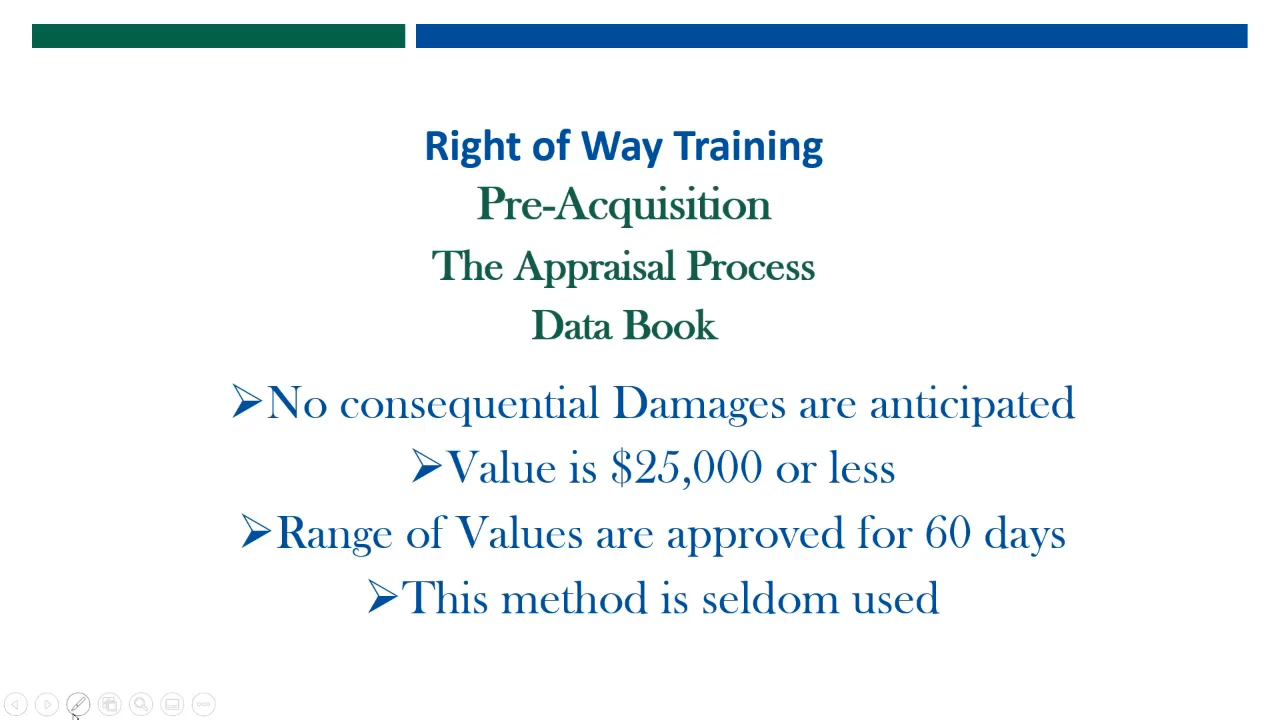 Right of Way Training
Pre-Acquisition
The Appraisal Process
Data Book
➢No consequential Damages are anticipated
➢Value is $25,000 or less
➢Range of Values are approved for 60 days
➢This method is seldom used